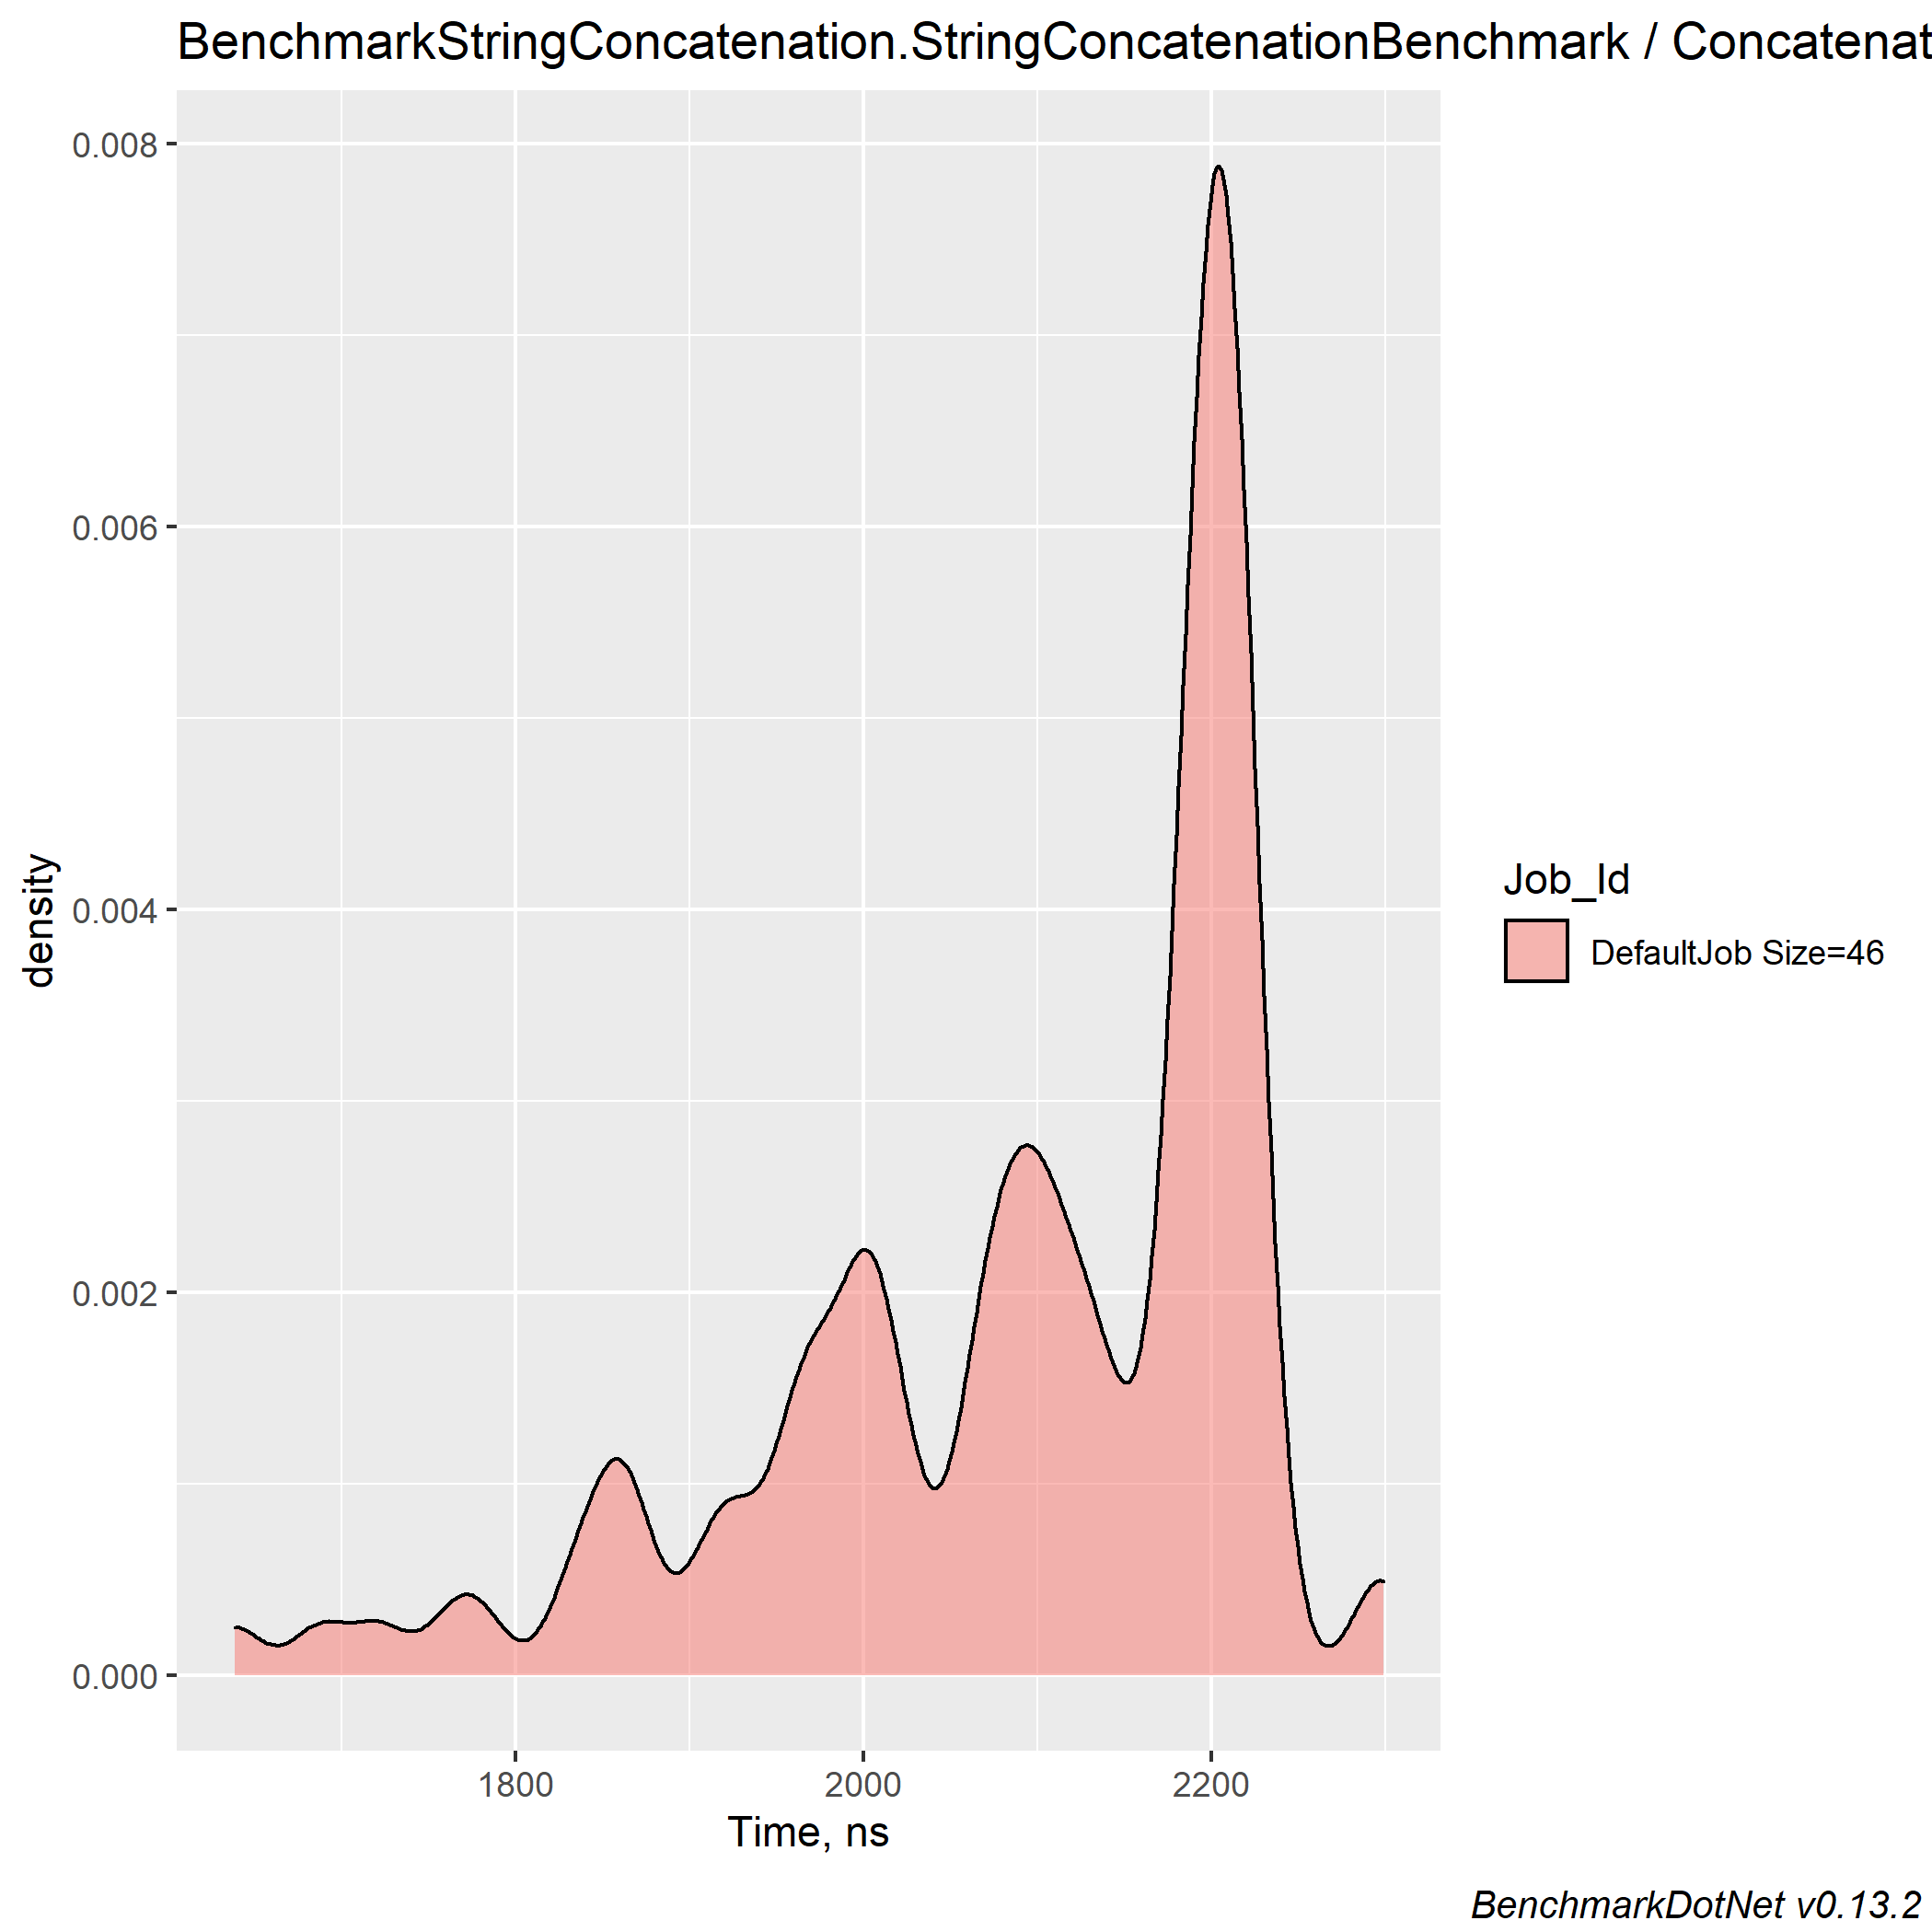 BenchmarkStringConcatenation.StringConcatenationBenchmark / Concatenat
0.008
0.006
0.004
0.002
0.000
density
1800 2000 2200
Time, ns
Job_Id
DefaultJob Size=46
BenchmarkDotNet v0.13.2